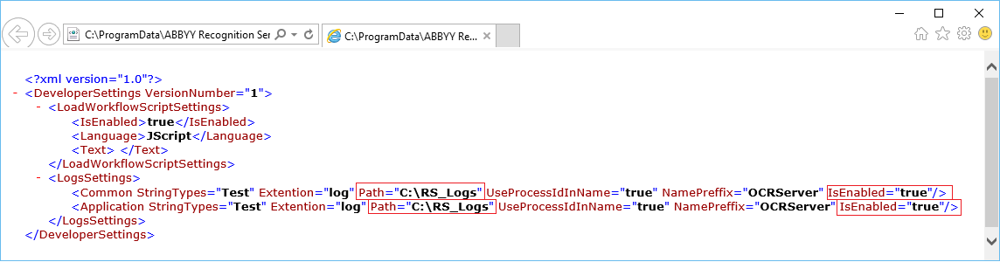 C:\ProgramData\ABBYY Recognition Ser
C:\ProgramData\ABBYY Re...
<?xml version="1.0"?>
- <DeveloperSettings VersionNumber="1">
- <LoadWorkflowScriptSettings>
<IsEnabled>true</IsEnabled>
<Language>JScript</Language>
<Text> </Text>
</LoadWorkflowScriptSettings>
- <LogsSettings>
<Common StringTypes="Test" Extention="log" Path="C:\RS_Logs" UseProcessIdInName="true" NamePreffix="OCRServer" IsEnabled="true"/>
<Application StringTypes="Test" Extention="log" Path="C:\RS_Logs" UseProcessIdInName="true" NamePreffix="OCRServer" IsEnabled="true"/>
</LogsSettings>
</DeveloperSettings>